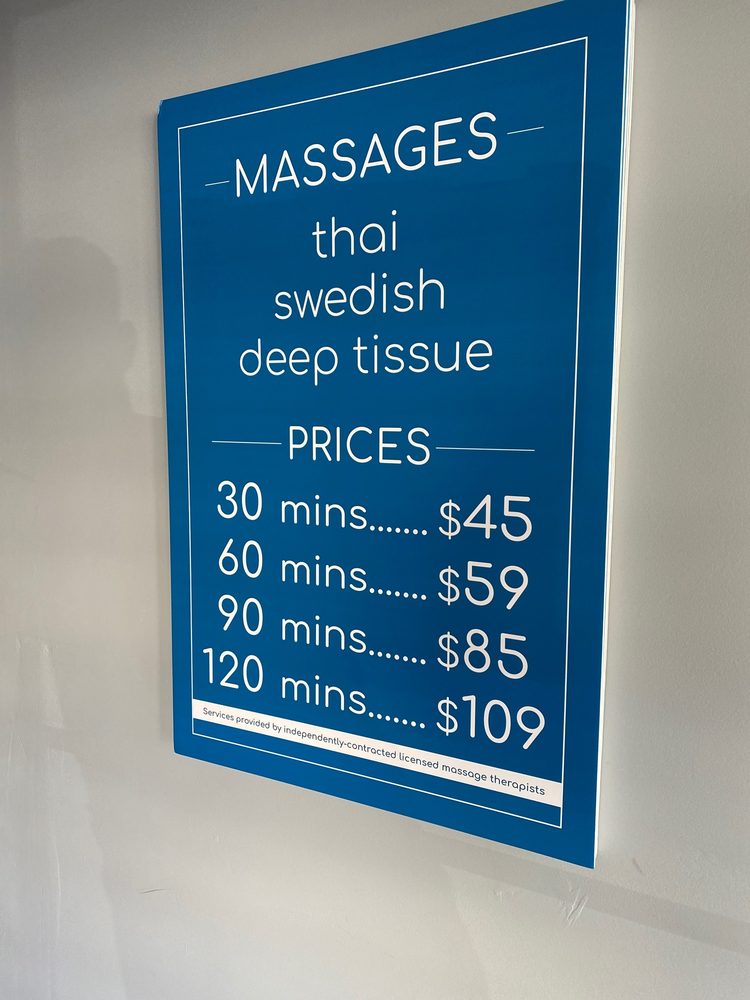 MASSAGES
thai
swedish
deep tissue
PRICES
30 mins....... $45
60 mins....... $59
90 mins....... $85
120 mins....... $109
Services provided by independently-contracted licensed massage therapists